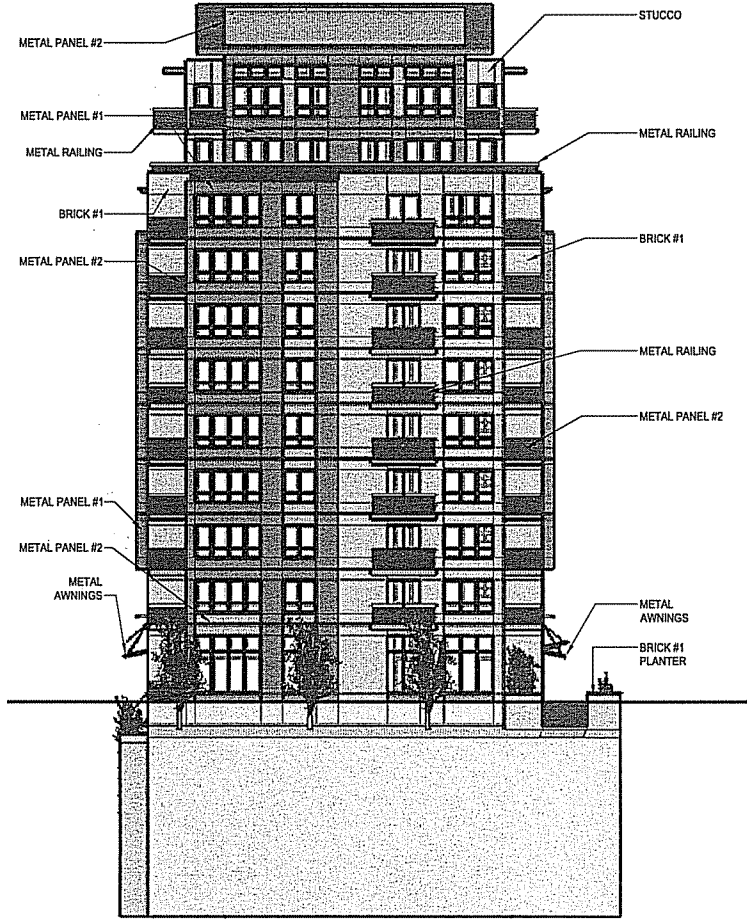 METAL PANEL #2
STUCCO
METAL PANEL #1
METAL RAILING
METAL RAILING
BRICK #1
BRICK #1
METAL PANEL #2
METAL RAILING
METAL PANEL #2
METAL PANEL #1
METAL PANEL #2
METAL
AWNINGS
METAL
AWNINGS
BRICK #1
PLANTER